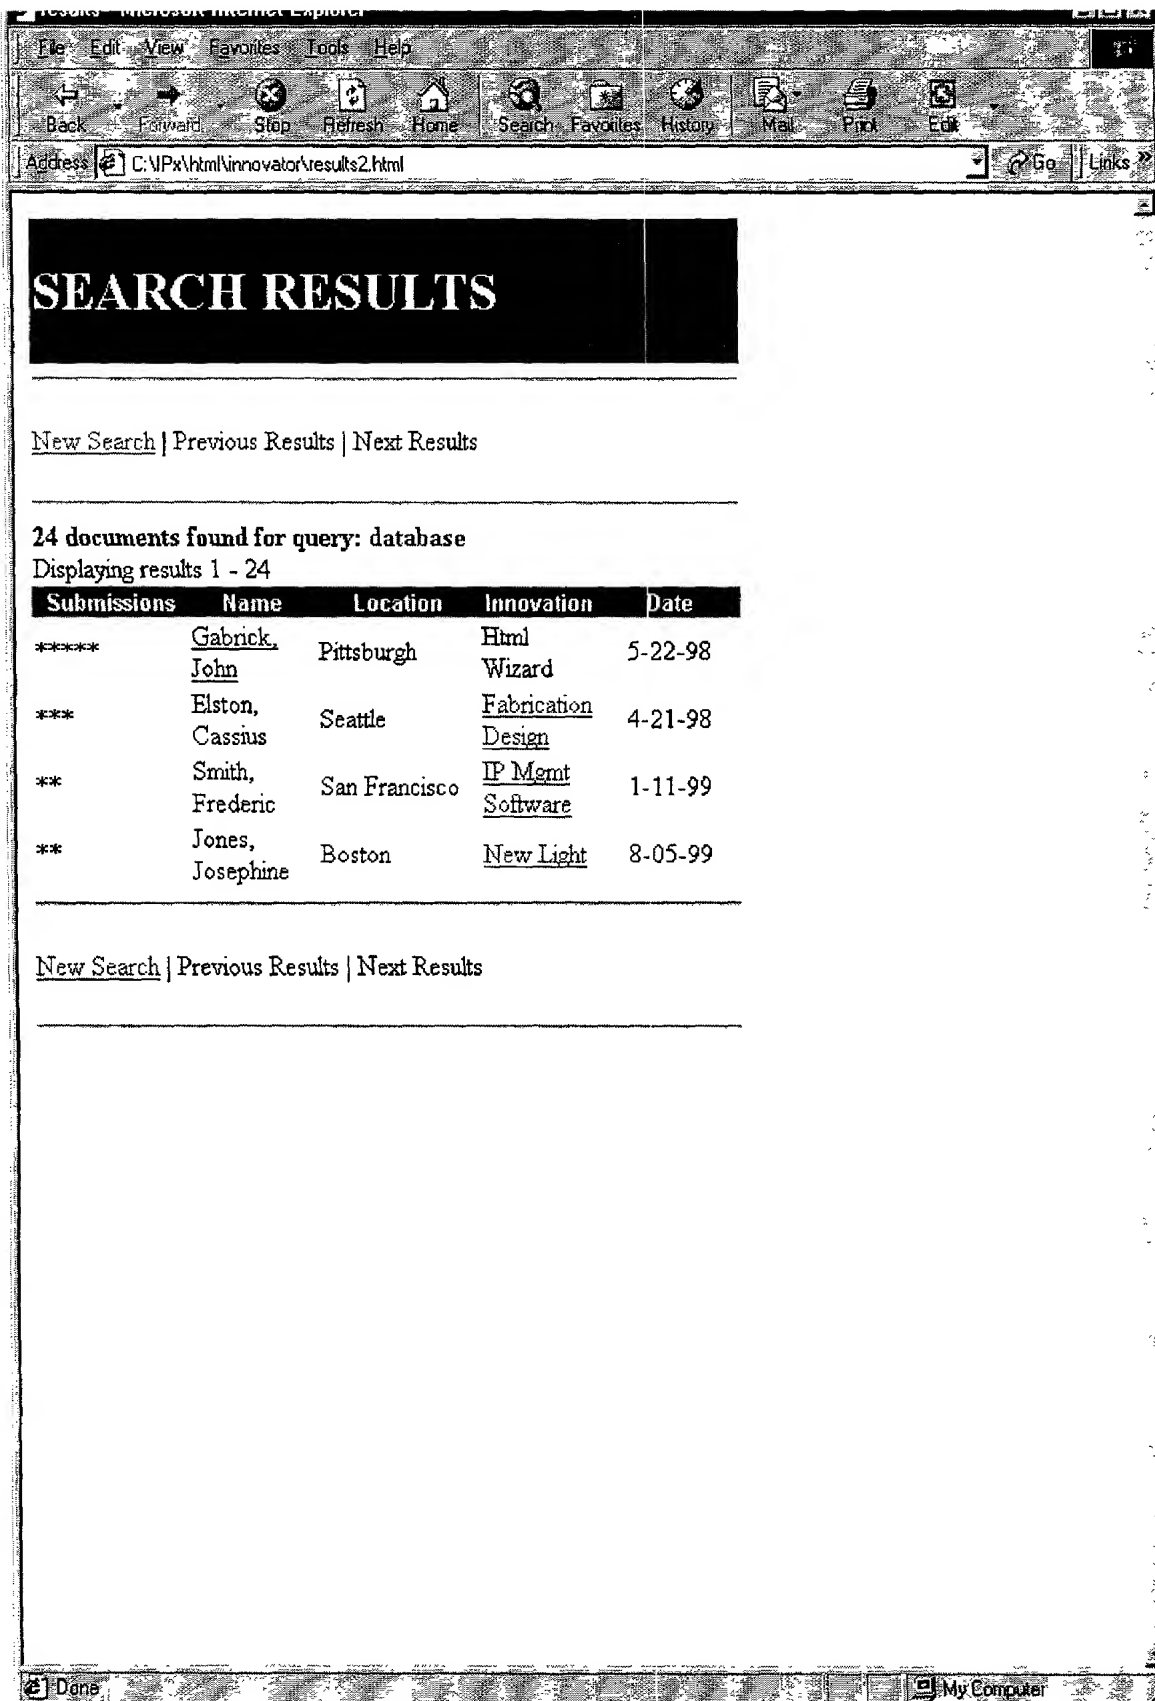 results - Microsoft Internet Explorer
File Edit View Favorites Tools Help
Back Forward Stop Refresh Home Search Favorites History Mail Print Edit
Address C:\IPx\html\innovator\results2.html Go Links »
SEARCH RESULTS
New Search | Previous Results | Next Results
24 documents found for query: database
Displaying results 1 - 24
Submissions Name Location Innovation Date
***** Gabrick, John Pittsburgh Html Wizard 5-22-98
*** Elston, Cassius Seattle Fabrication Design 4-21-98
** Smith, Frederic San Francisco IP Mgmt Software 1-11-99
** Jones, Josephine Boston New Light 8-05-99
New Search | Previous Results | Next Results
Done My Computer